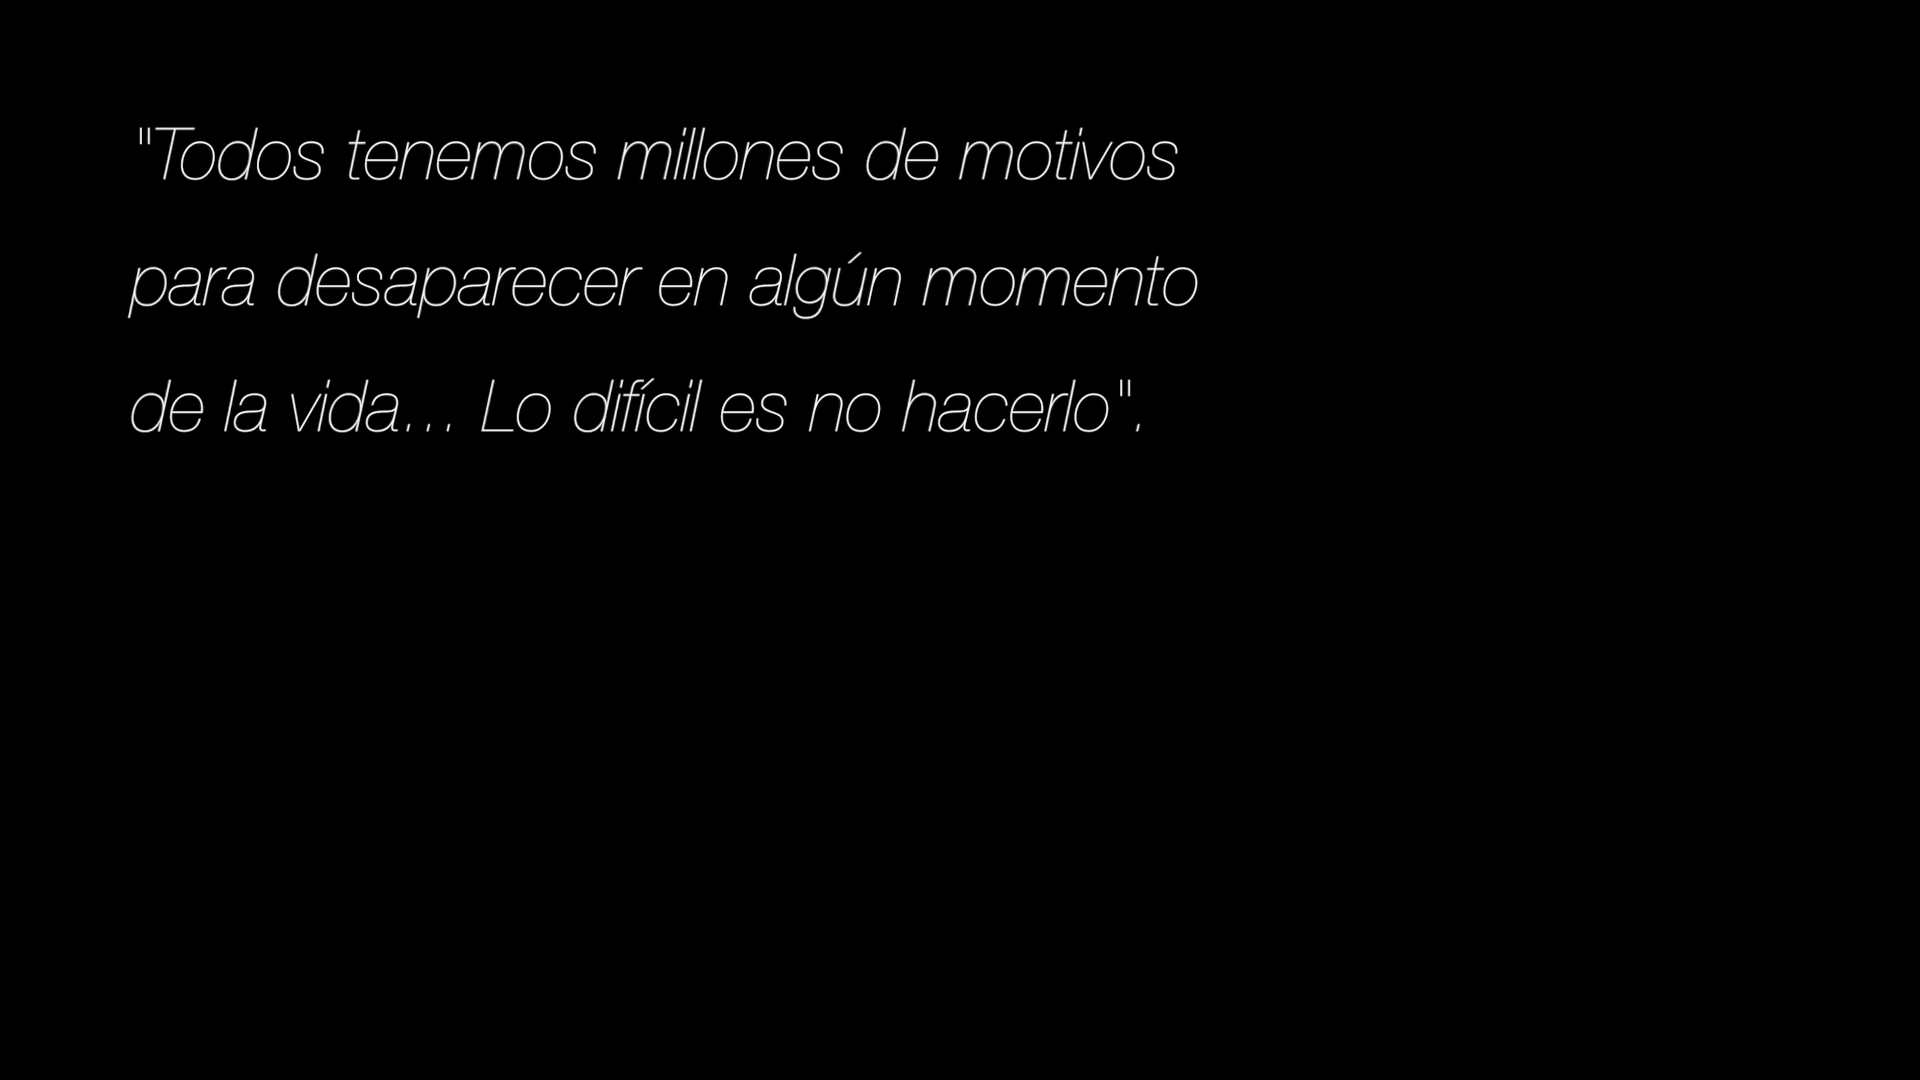 "Todos tenemos millones de motivos
para desaparecer en algún momento
de la vida... Lo difícil es no hacerlo".